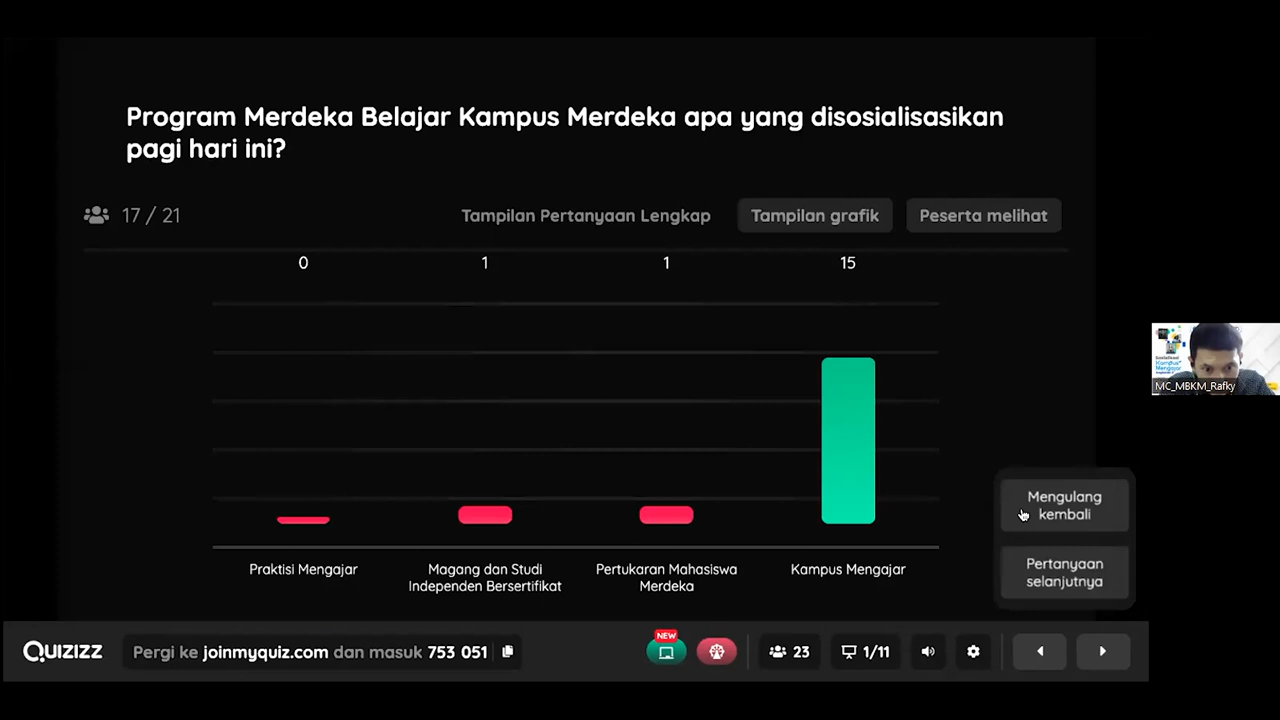 Program Merdeka Belajar Kampus Merdeka apa yang disosialisasikan
pagi hari ini?
17 / 21
Tampilan Pertanyaan Lengkap
Tampilan grafik
Peserta melihat
0
1
1
15
Praktisi Mengajar
Magang dan Studi
Independen Bersertifikat
Pertukaran Mahasiswa
Merdeka
Kampus Mengajar
Mengulang
kembali
Pertanyaan
selanjutnya
Kampus
Mengajar
MC_MBKM_Rafky
QUIZIZZ
Pergi ke joinmyquiz.com dan masuk 753 051
NEW
23
1/11